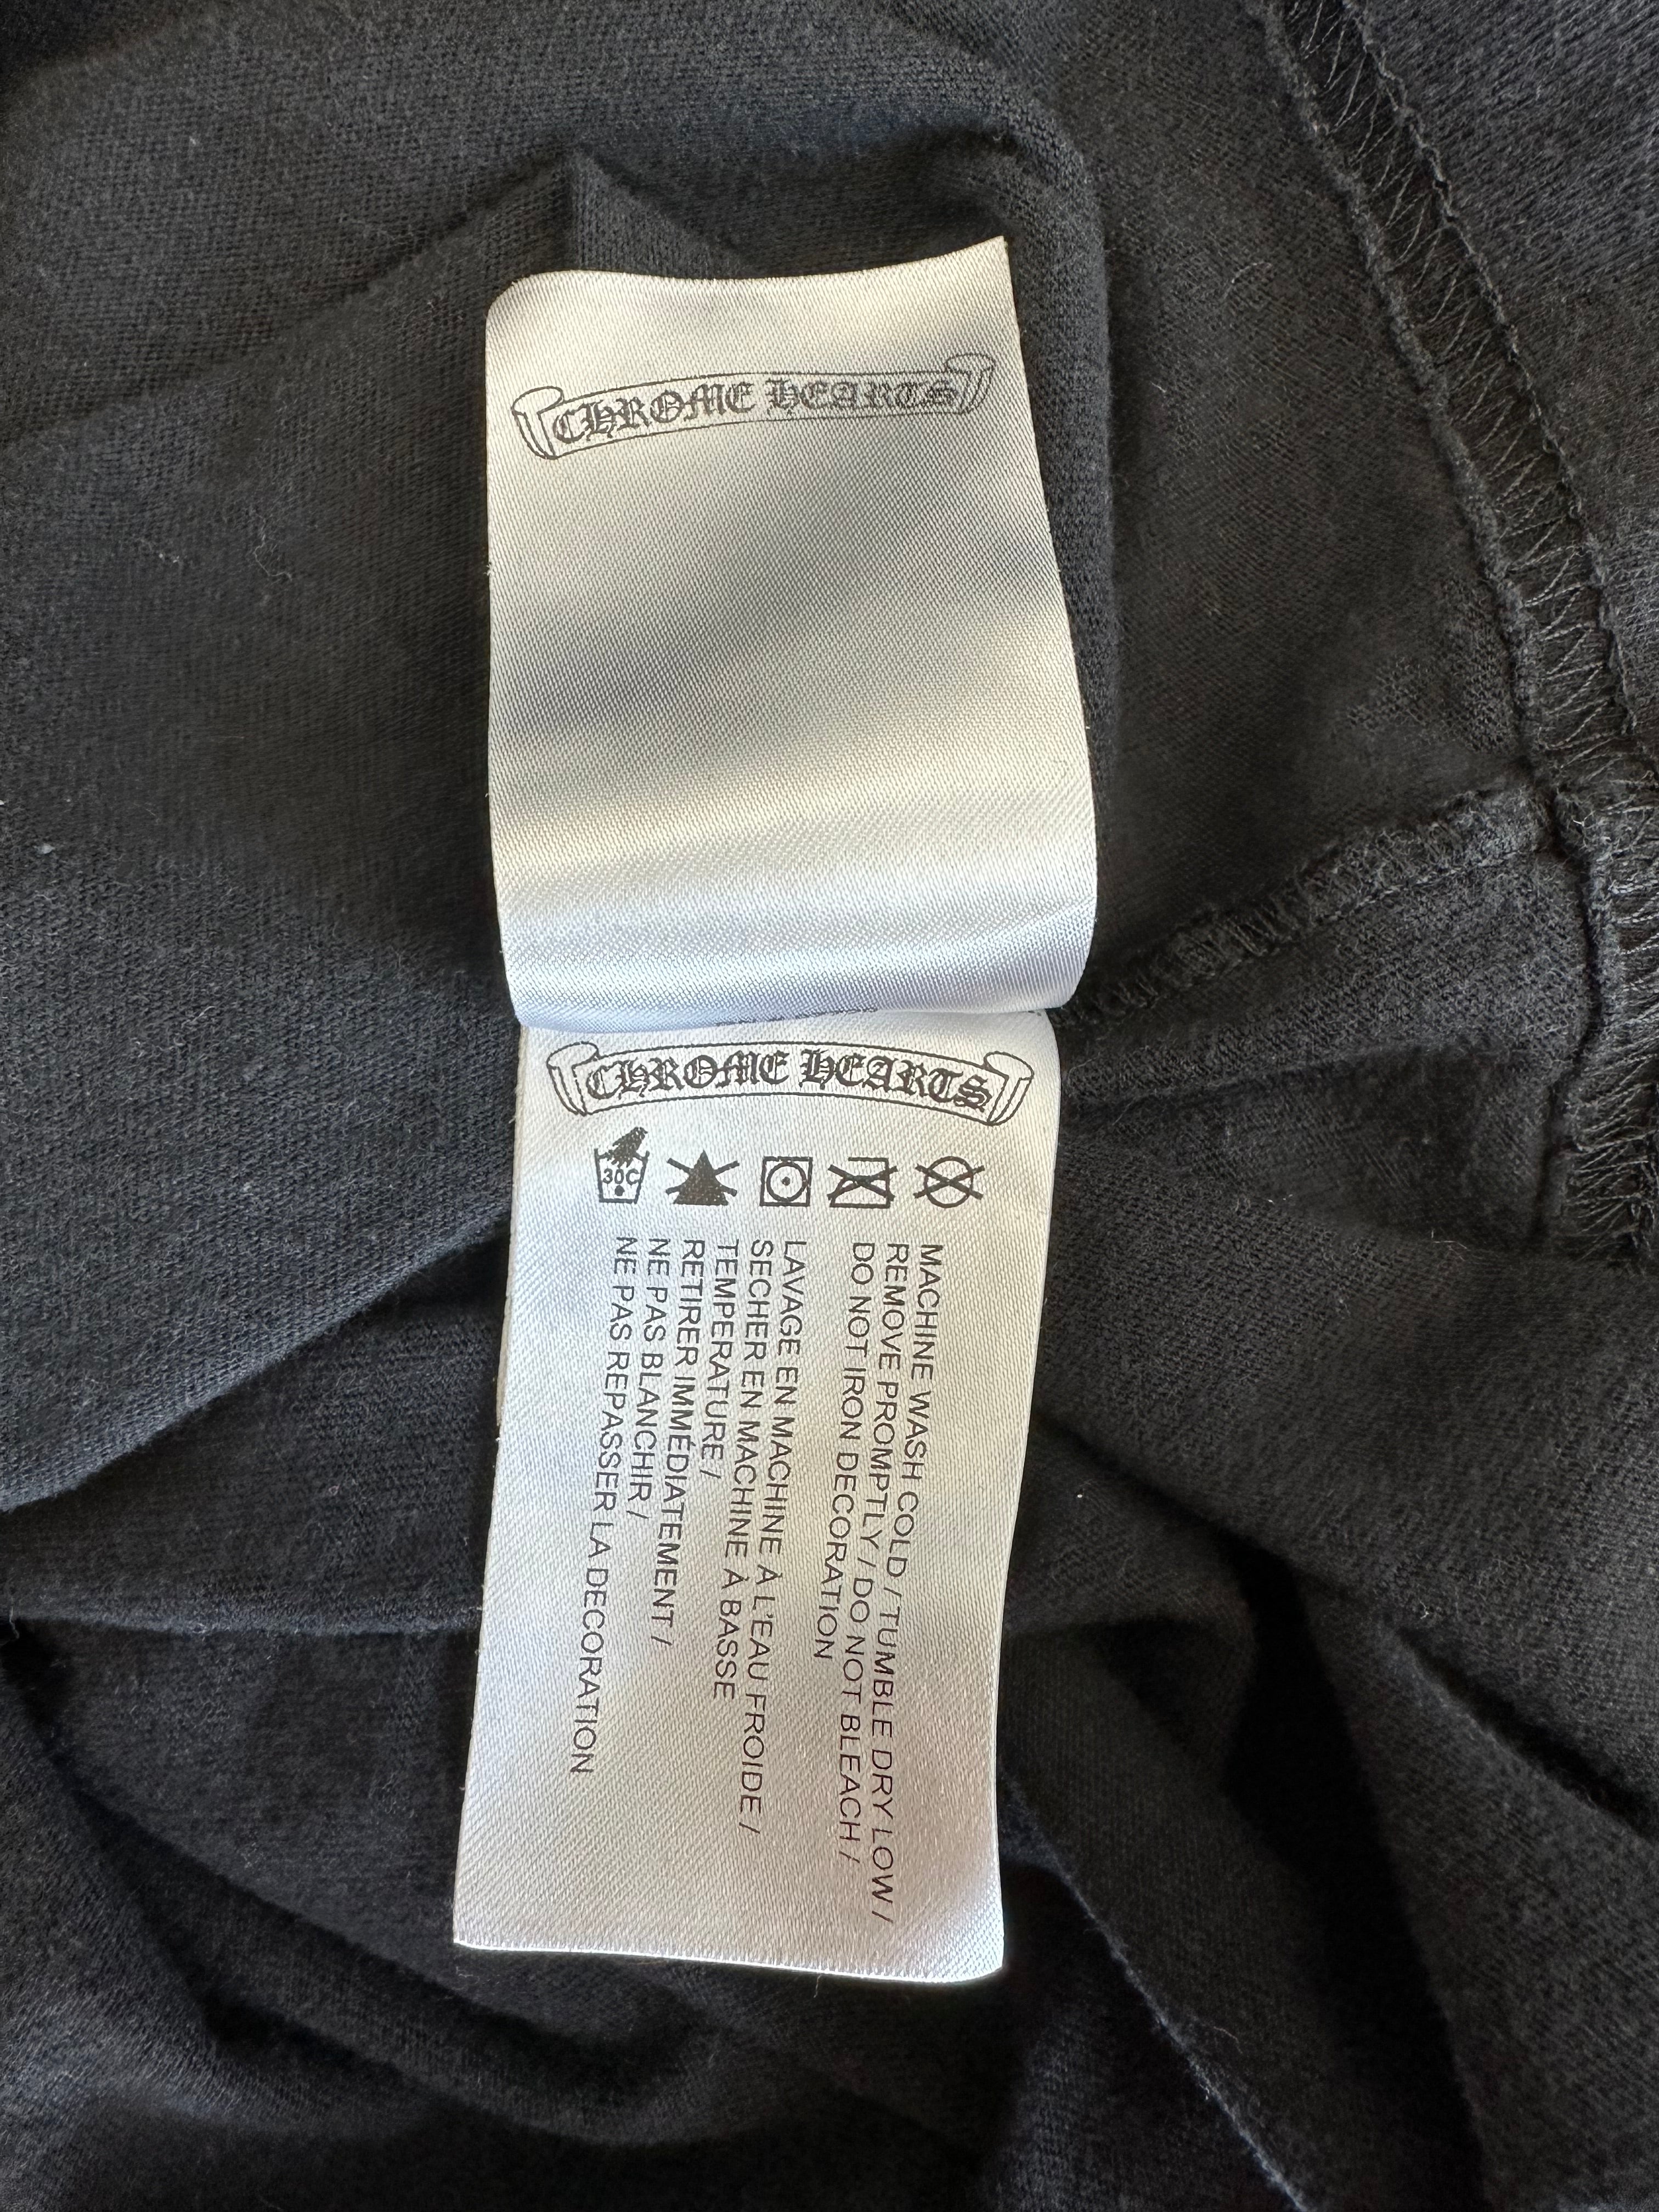 CHROME HEARTS
CHROME HEARTS
30C
MACHINE WASH COLD / TUMBLE DRY LOW /
REMOVE PROMPTLY / DO NOT BLEACH /
DO NOT IRON DECORATION
LAVAGE EN MACHINE À L'EAU FROIDE /
SECHER EN MACHINE À BASSE
TEMPERATURE /
RETIRER IMMÉDIATEMENT /
NE PAS BLANCHIR /
NE PAS REPASSER LA DECORATION